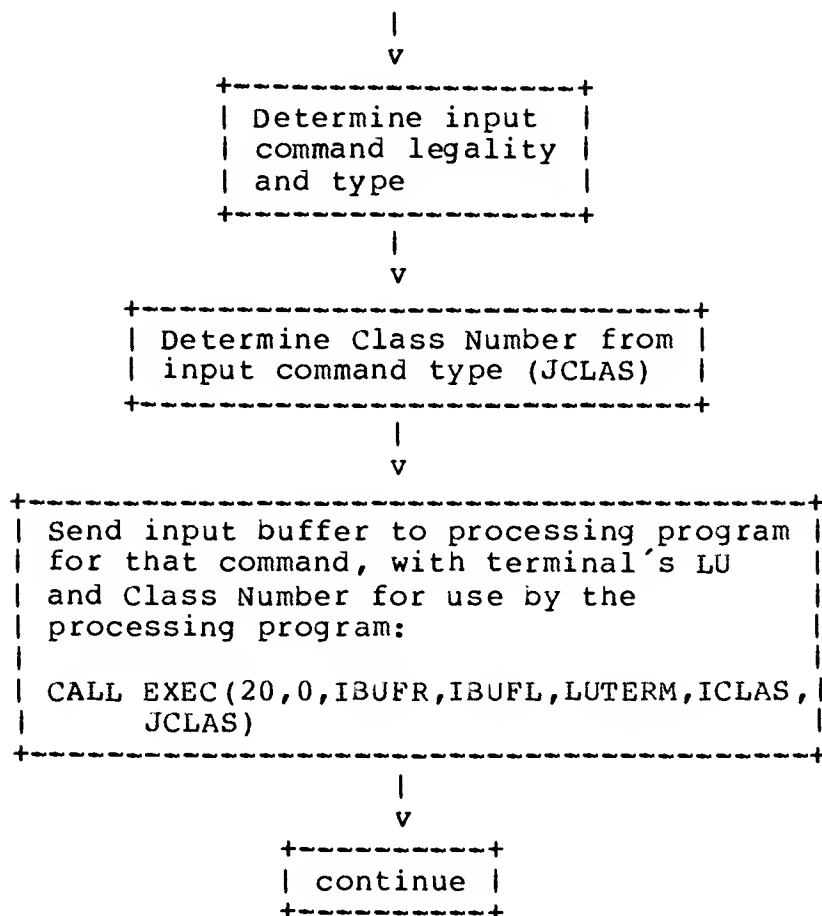 Determine input
command legality
and type
Determine Class Number from
input command type (JCLAS)
Send input buffer to processing program
for that command, with terminal´s LU
and Class Number for use by the
processing program:
CALL EXEC(20,0,IBUFR,IBUFL,LUTERM,ICLAS,
JCLAS)
continue